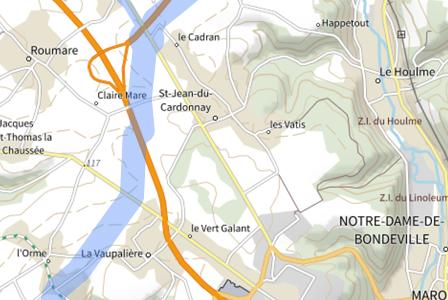 Happetout
le Cadran
Roumare
Le Houlme
Claire Mare
St-Jean-du-
Cardonnay
Jacques
t-Thomas la
Chaussée
les Vatis
Z.I. du Houlme
117
Z.I. du Linoleum
NOTRE-DAME-DE-
BONDEVILLE
le Vert Galant
l'Orme
La Vaupalière
MARO